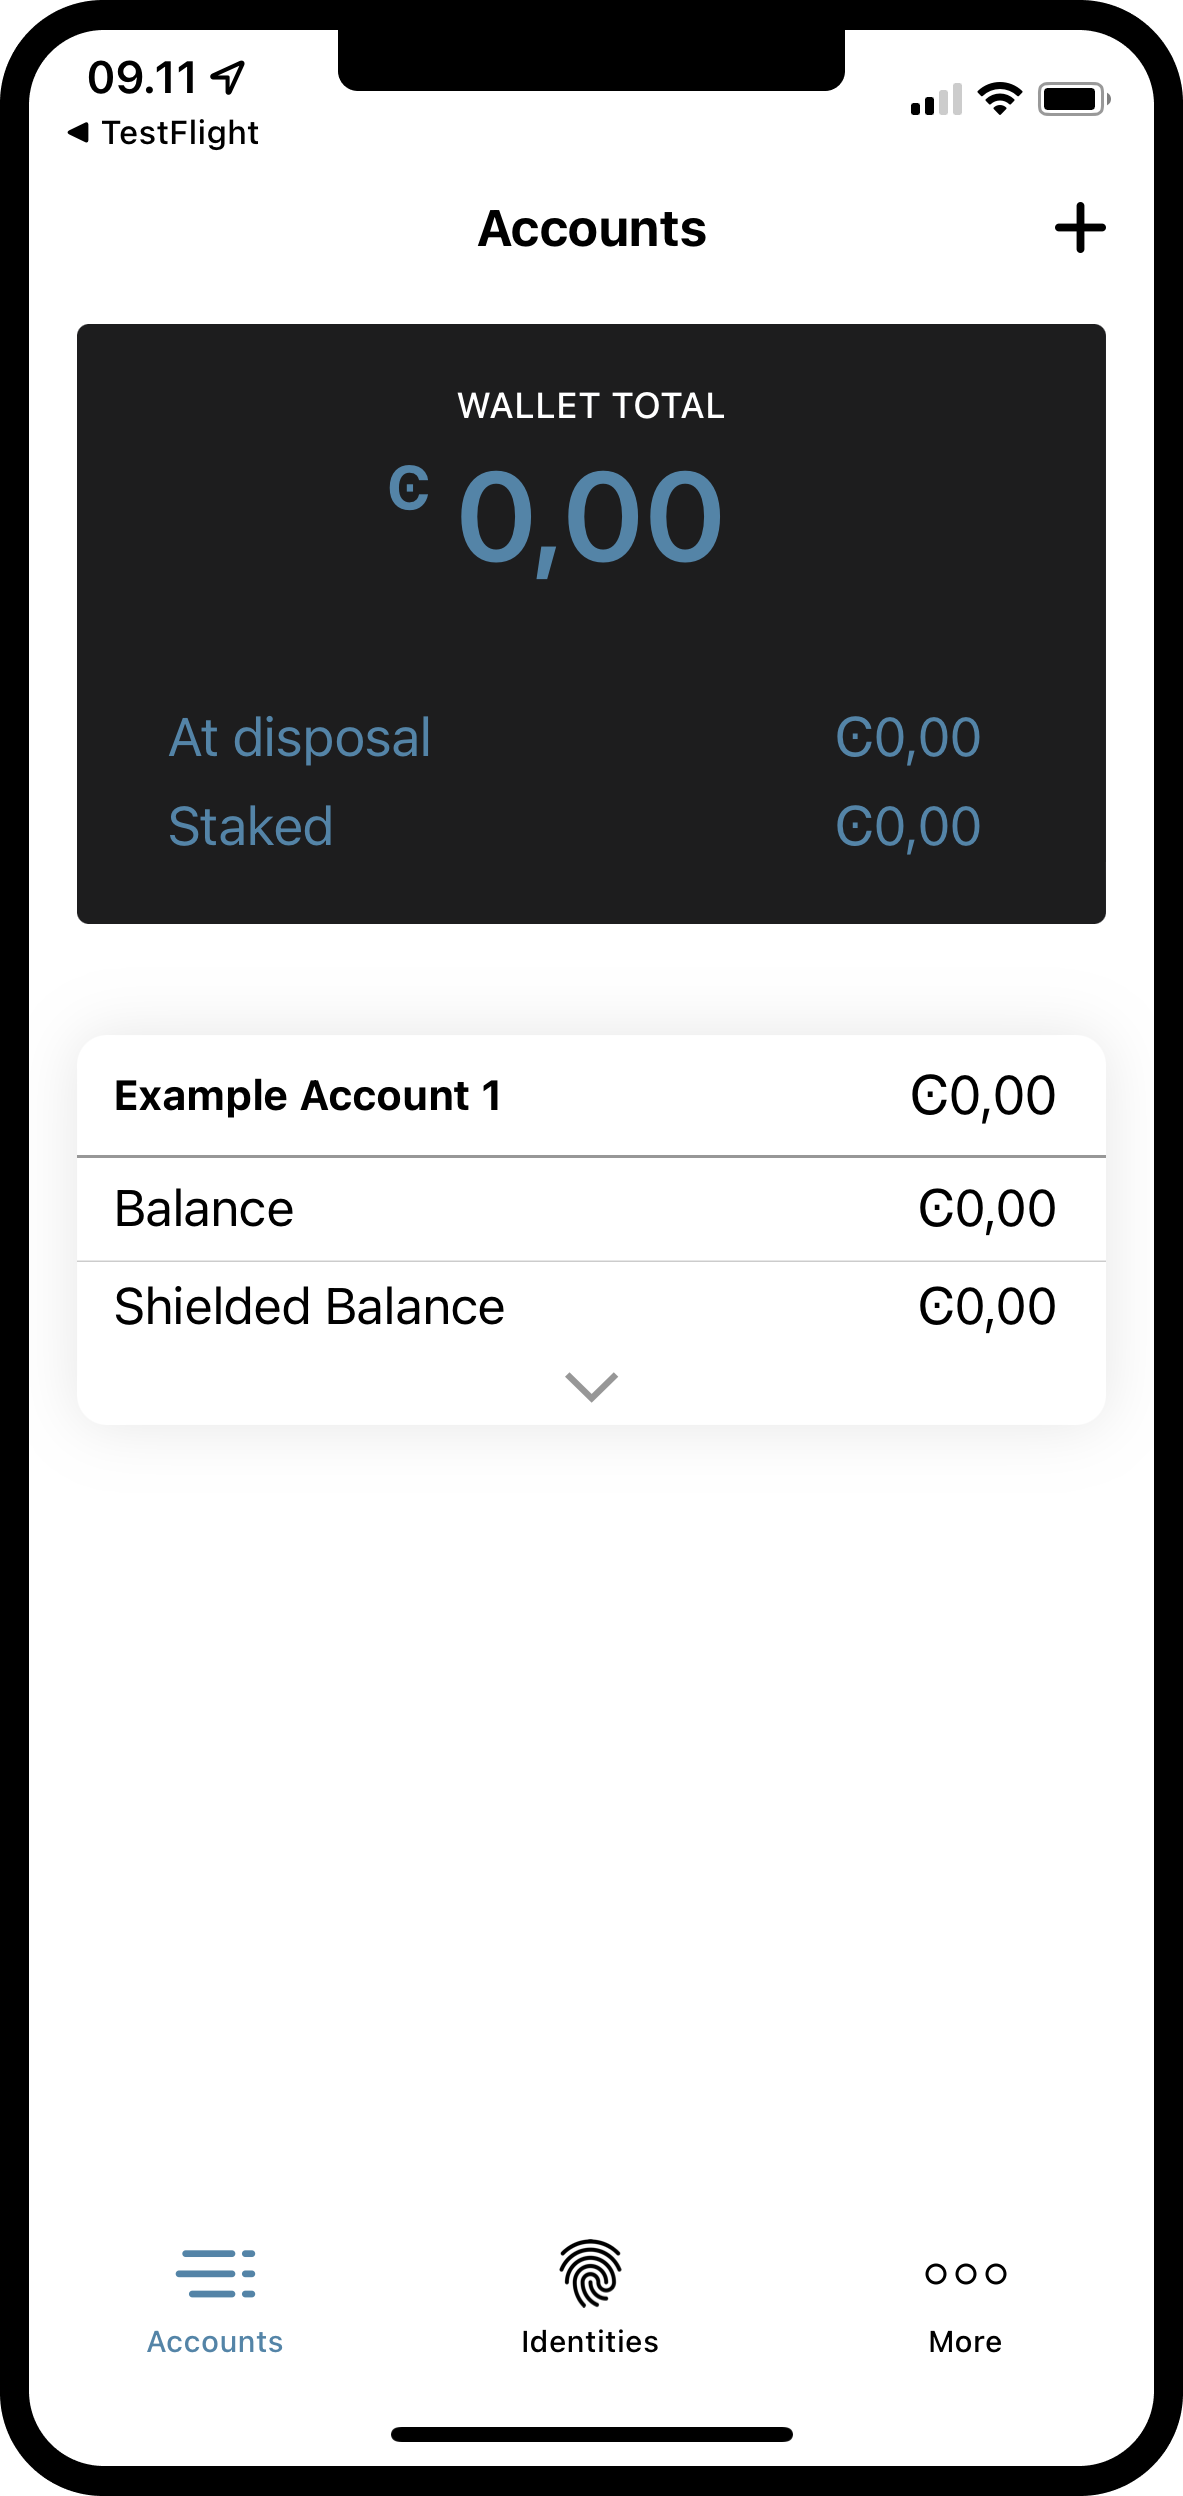 09.11
TestFlight
Accounts
WALLET TOTAL
Ͼ 0,00
At disposal Ͼ0,00
Staked Ͼ0,00
Example Account 1 Ͼ0,00
Balance Ͼ0,00
Shielded Balance Ͼ0,00
Accounts Identities More